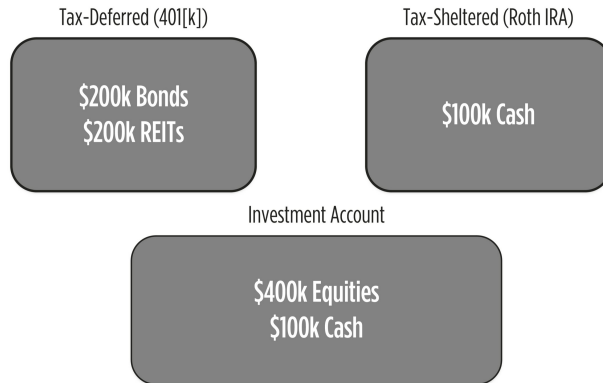 Tax-Deferred (401[k])
$200k Bonds
$200k REITs
Tax-Sheltered (Roth IRA)
$100k Cash
Investment Account
$400k Equities
$100k Cash